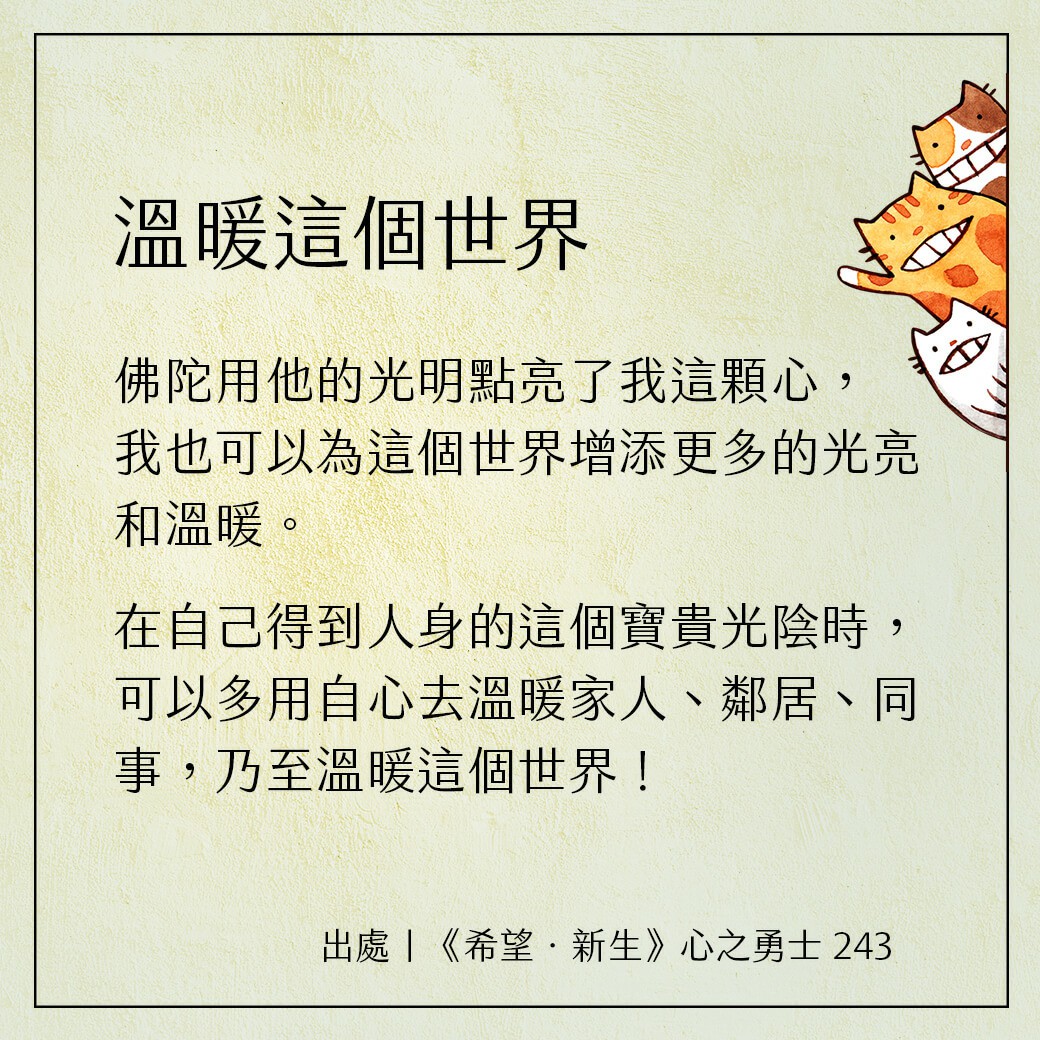 溫暖這個世界
佛陀用他的光明點亮了我這顆心，
我也可以為這個世界增添更多的光亮
和溫暖。
在自己得到人身的這個寶貴光陰時，
可以多用自心去溫暖家人、鄰居、同
事，乃至溫暖這個世界！
出處｜《希望．新生》心之勇士 243